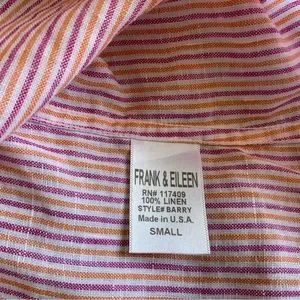 FRANK & EILEEN
RN# 117409
100% LINEN
STYLE# BARRY
Made in U.S.A.
SMALL